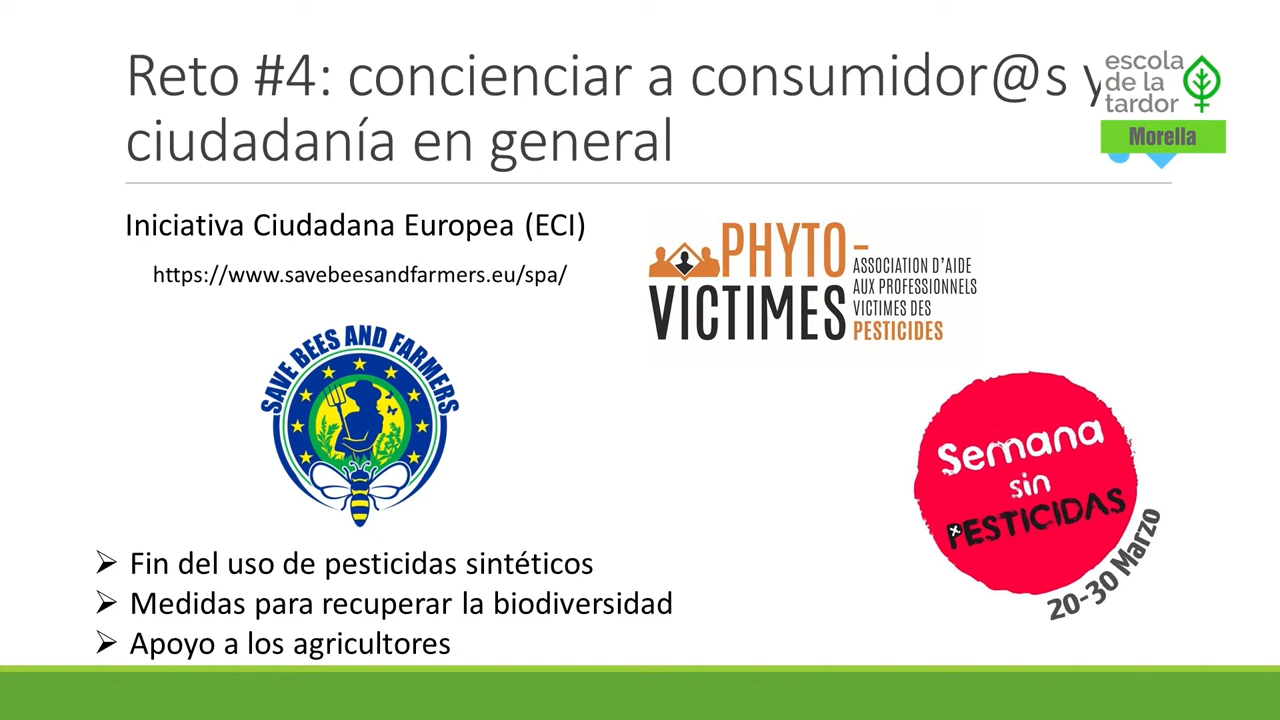 Reto #4: concienciar a consumidor@s y
ciudadanía en general
escola
de la
tardor
Morella
Iniciativa Ciudadana Europea (ECI)
https://www.savebeesandfarmers.eu/spa/
PHYTO-
VICTIMES
ASSOCIATION D'AIDE
AUX PROFESSIONNELS
VICTIMES DES
PESTICIDES
SAVE BEES AND FARMERS
Semana
sin
PESTICIDAS
20-30 Marzo
Fin del uso de pesticidas sintéticos
Medidas para recuperar la biodiversidad
Apoyo a los agricultores